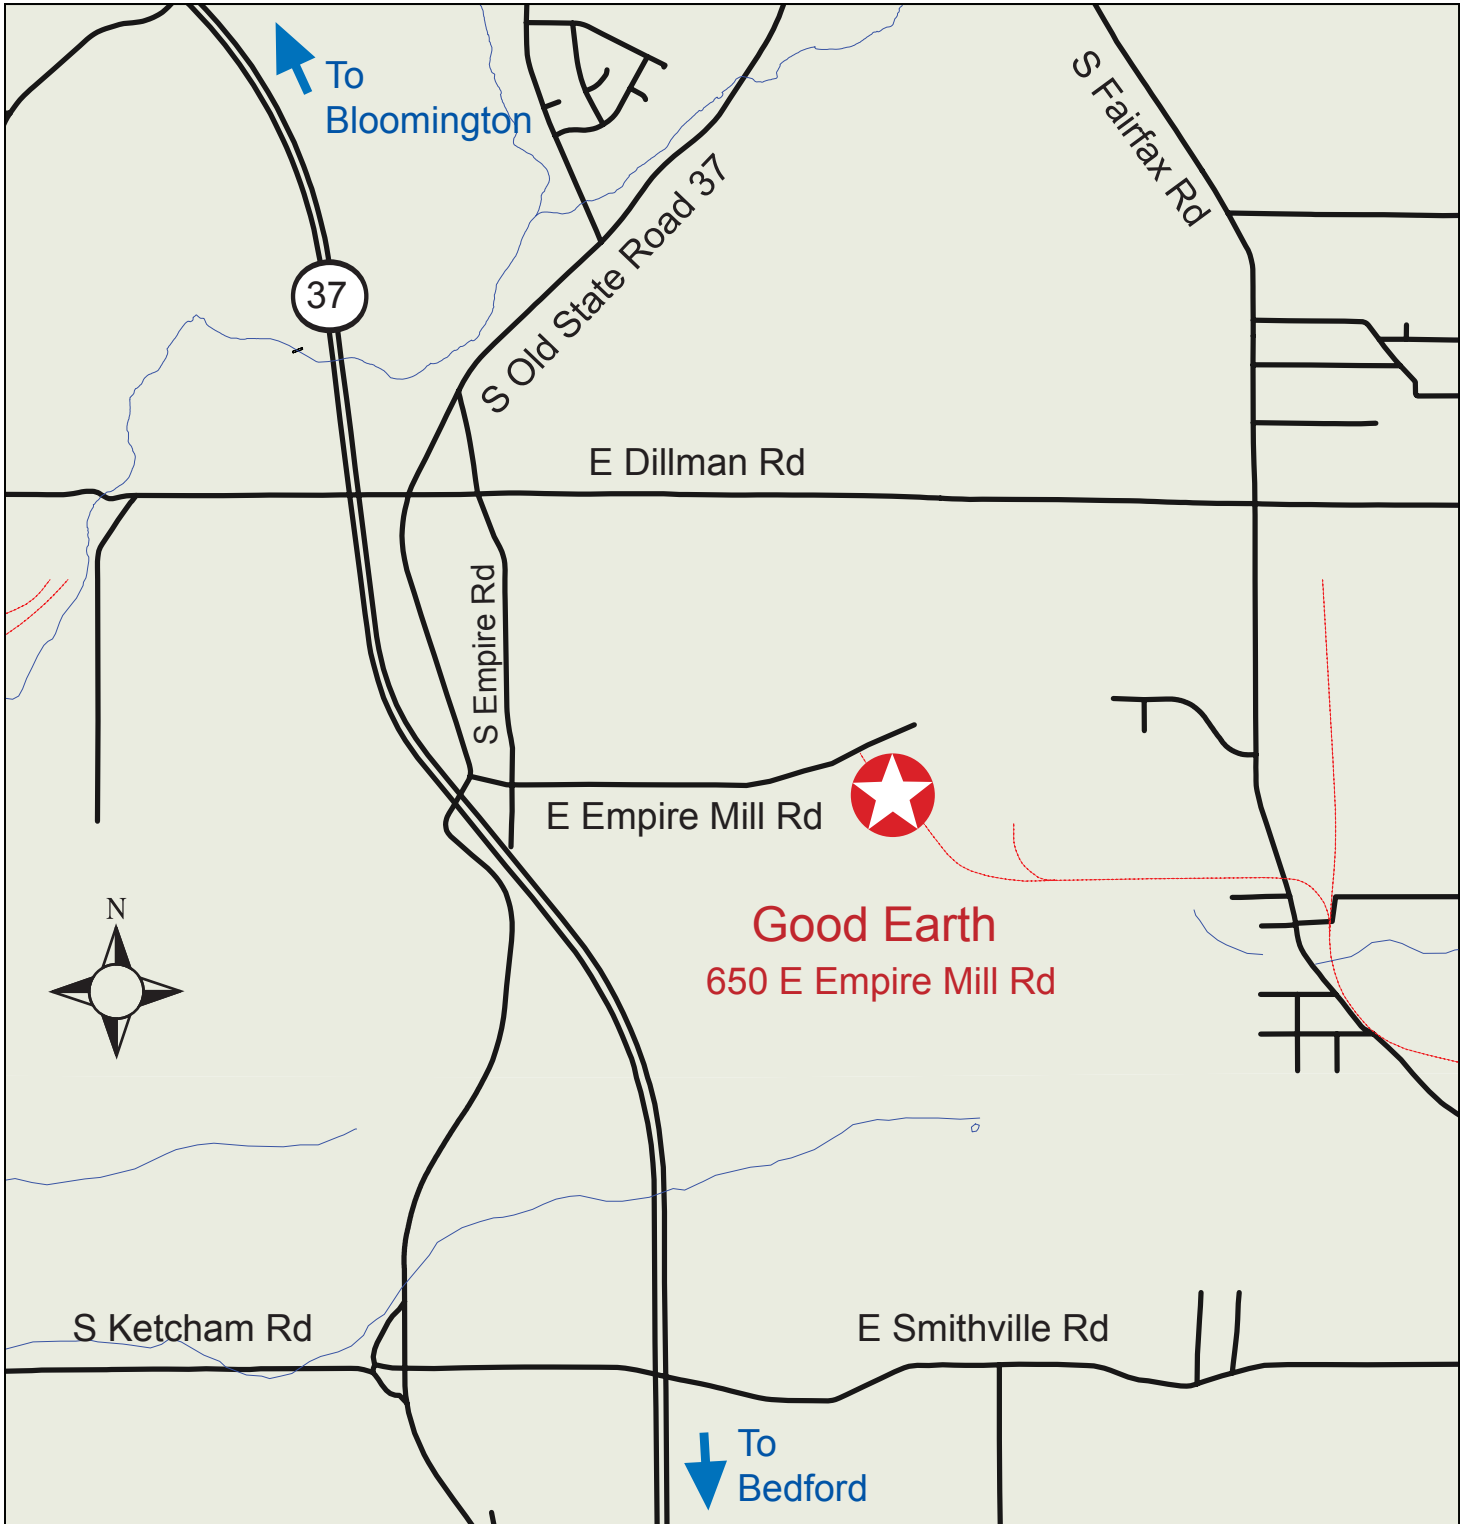 To
Bloomington
S Fairfax Rd
S Old State Road 37
37
E Dillman Rd
S Empire Rd
E Empire Mill Rd
N
Good Earth
650 E Empire Mill Rd
S Ketcham Rd
E Smithville Rd
To
Bedford